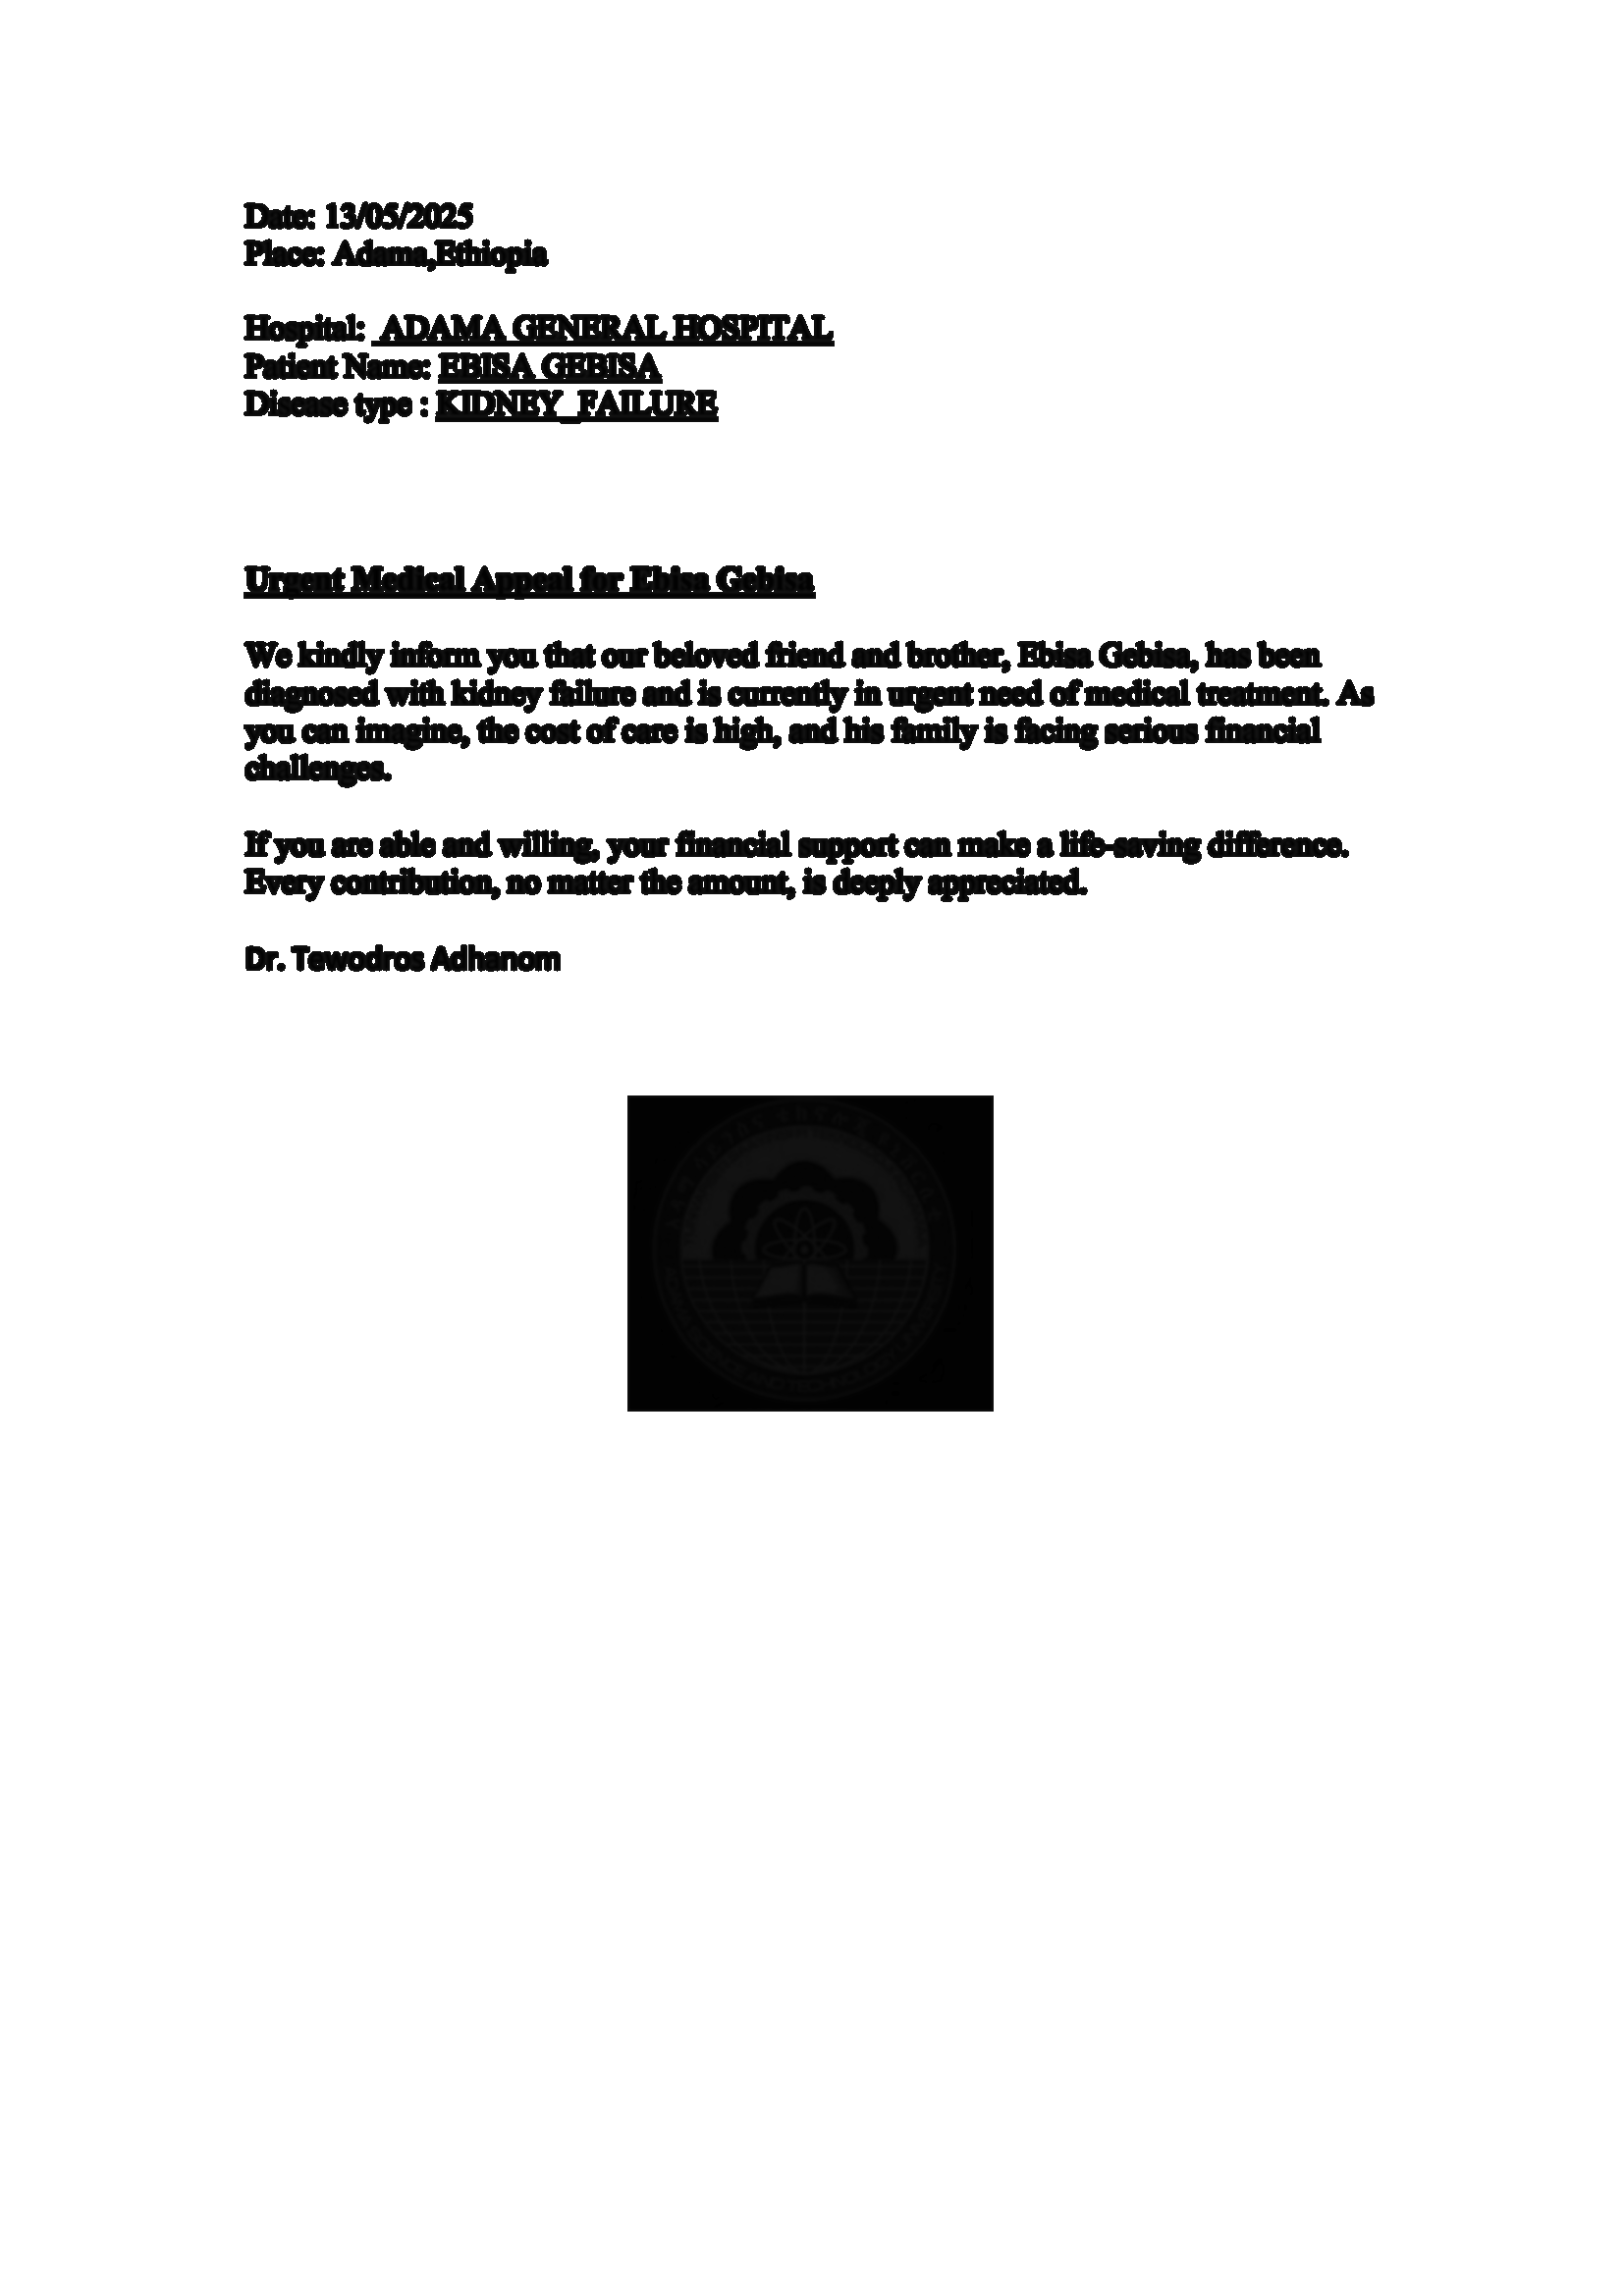 Date: 13/05/2025
Place: Adama,Ethiopia
Hospital: ADAMA GENERAL HOSPITAL
Patient Name: EBISA GEBISA
Disease type : KIDNEY_FAILURE
Urgent Medical Appeal for Ebisa Gebisa
We kindly inform you that our beloved friend and brother, Ebisa Gebisa, has been
diagnosed with kidney failure and is currently in urgent need of medical treatment. As
you can imagine, the cost of care is high, and his family is facing serious financial
challenges.
If you are able and willing, your financial support can make a life-saving difference.
Every contribution, no matter the amount, is deeply appreciated.
Dr. Tewodros Adhanom